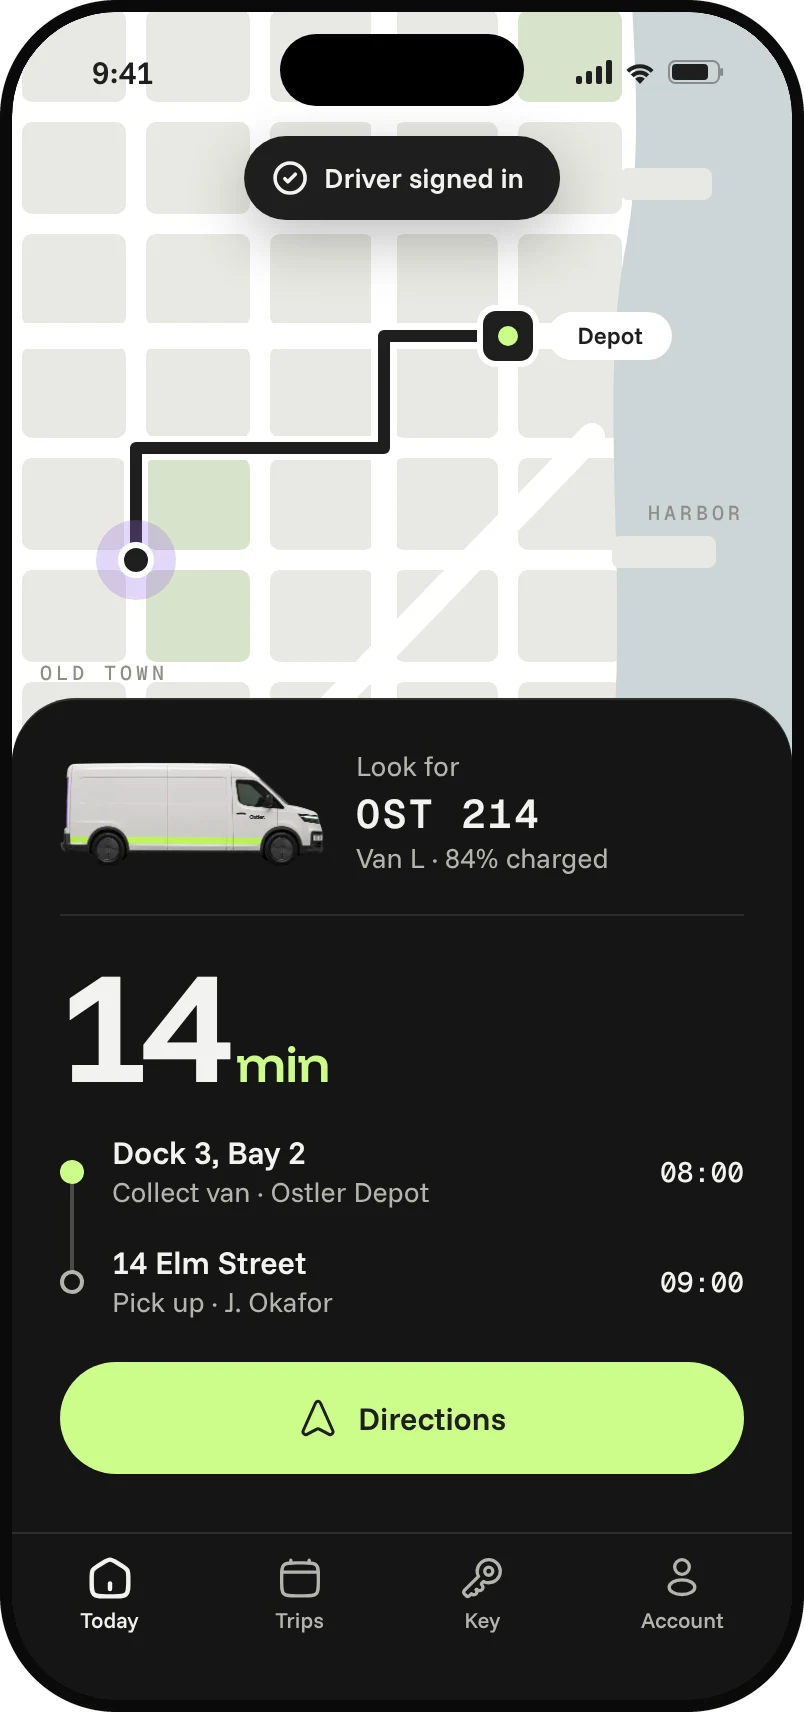 9:41
Driver signed in
Depot
HARBOR
OLD TOWN
Ostler.
Look for
OST 214
Van L · 84% charged
14 min
Dock 3, Bay 2
08:00
Collect van · Ostler Depot
14 Elm Street
09:00
Pick up · J. Okafor
Directions
Today
Trips
Key
Account